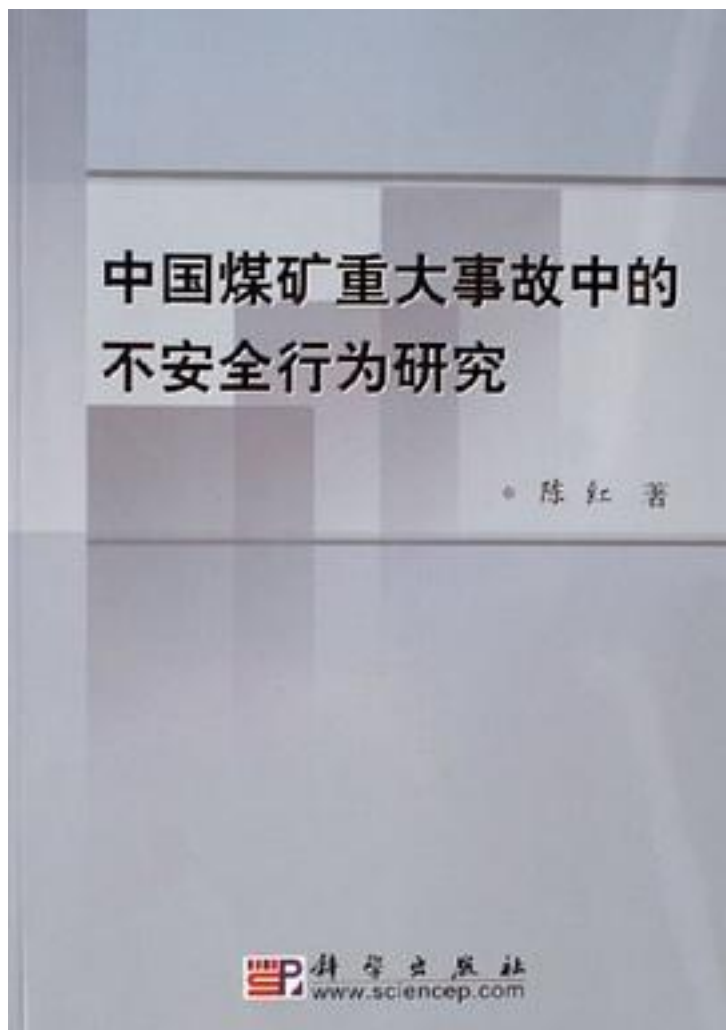 中国煤矿重大事故中的
不安全行为研究
陈红 著
科学出版社
www.sciencep.com